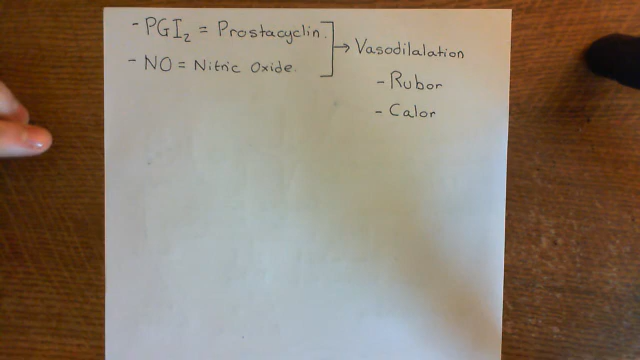 - PGI₂ = Prostacyclin.
- NO = Nitric Oxide.
→ Vasodilalation
- Rubor
- Calor